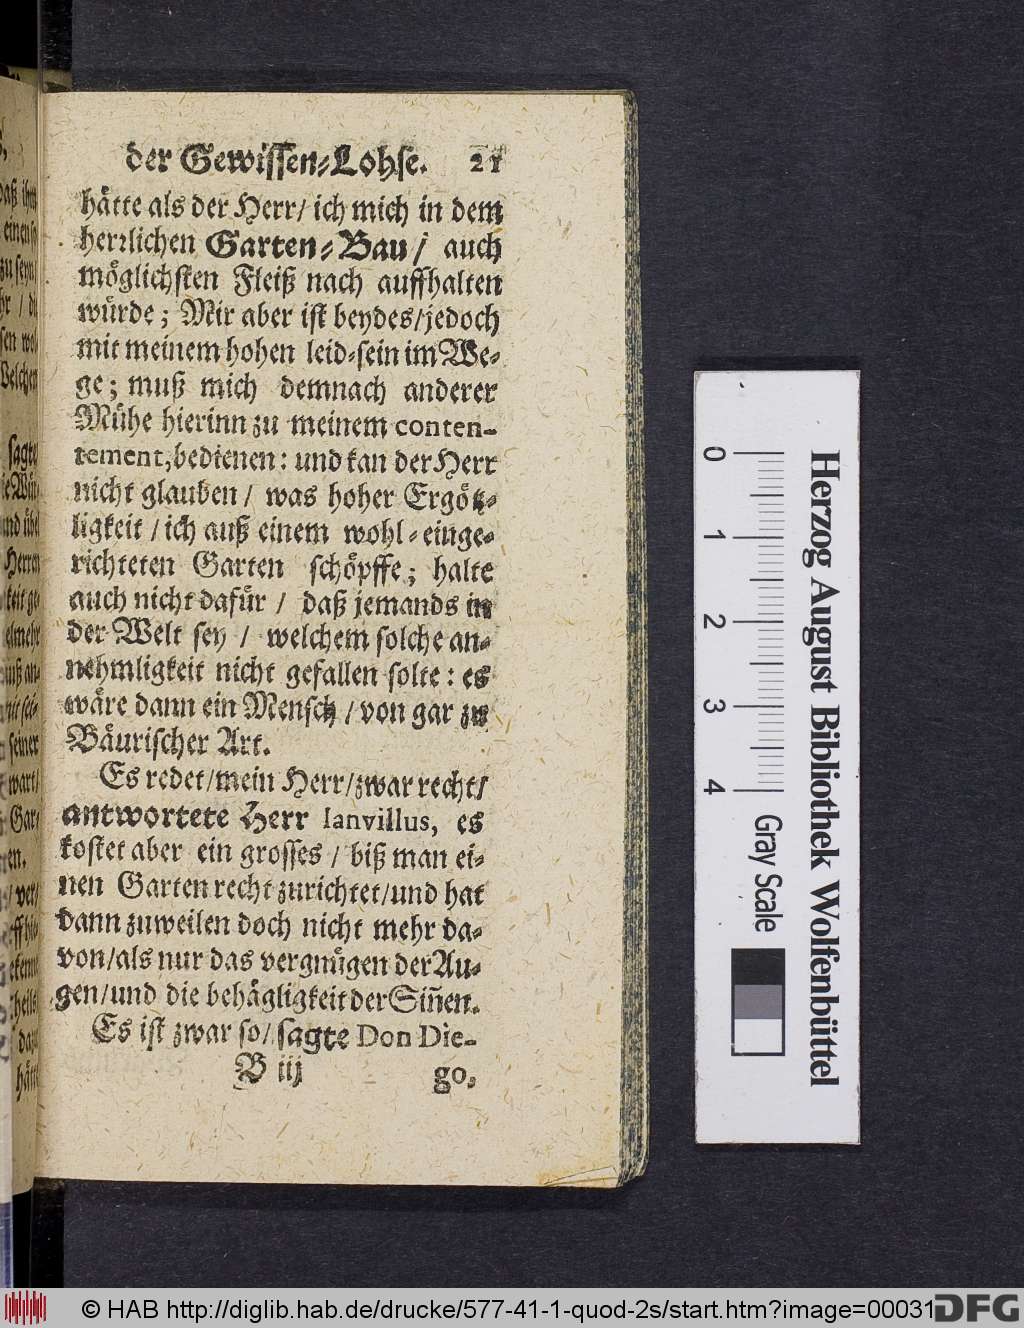 der Gewissen-Lohse. 21
hätte als der Herr/ ich mich in dem
herrlichen Garten-Bau/ auch
möglichsten Fleiß nach auffhalten
würde; Mir aber ist beydes/jedoch
mit meinem hohen leid-sein im We-
ge; muß mich demnach anderer
Mühe hierinn zu meinem conten-
tement, bedienen: und kan der Herr
nicht glauben/ was hoher Ergötz-
ligkeit/ ich auß einem wohl-einge-
richteten Garten schöpffe; halte
auch nicht dafür/ daß jemands in
der Welt sey/ welchem solche an-
nehmligkeit nicht gefallen solte: es
wäre dann ein Mensch/ von gar zu
Bäurischer Art.
Es redet/mein Herr/zwar recht/
antwortete Herr Ianvillus, es
kostet aber ein grosses/ biß man ei-
nen Garten recht zurichtet/und hat
dann zuweilen doch nicht mehr da-
von/als nur das vergnügen der Au-
gen/und die behägligkeit der Sin̄en.
Es ist zwar so/ sagte Don Die-
B iij go,
0 1 2 3 4 Gray Scale
Herzog August Bibliothek Wolfenbüttel
© HAB http://diglib.hab.de/drucke/577-41-1-quod-2s/start.htm?image=00031
DFG